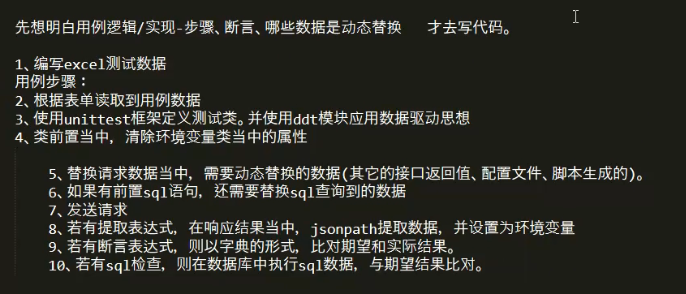 先想明白用例逻辑/实现-步骤、断言、哪些数据是动态替换 才去写代码。
1、编写excel测试数据
用例步骤：
2、根据表单读取到用例数据
3、使用unittest框架定义测试类。并使用ddt模块应用数据驱动思想
4、类前置当中，清除环境变量类当中的属性
5、替换请求数据当中，需要动态替换的数据(其它的接口返回值、配置文件、脚本生成的)。
6、如果有前置sql语句，还需要替换sql查询到的数据
7、发送请求
8、若有提取表达式，在响应结果当中，jsonpath提取数据，并设置为环境变量
9、若有断言表达式，则以字典的形式，比对期望和实际结果。
10、若有sql检查，则在数据库中执行sql数据，与期望结果比对。